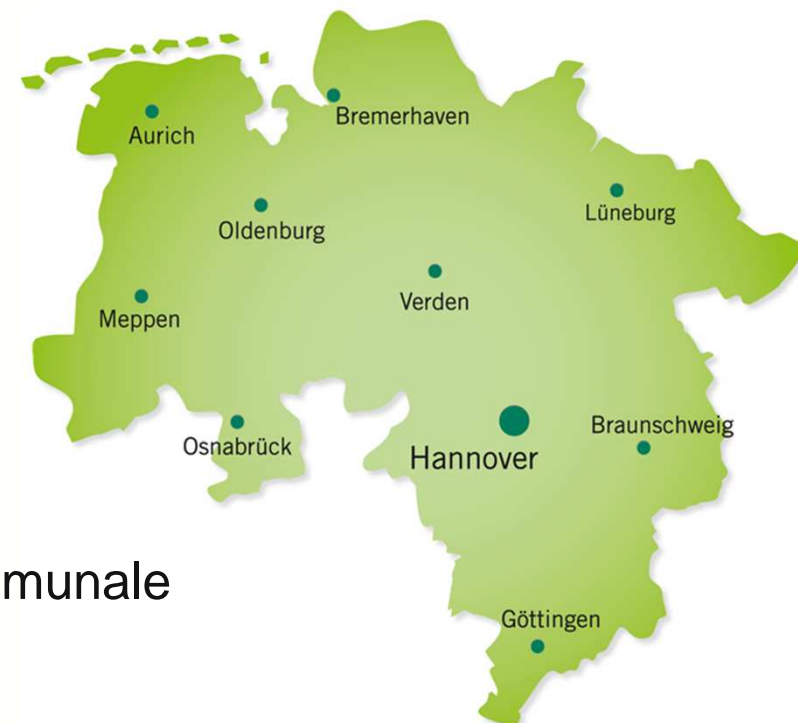 Bremerhaven
Aurich
Lüneburg
Oldenburg
Verden
Meppen
Braunschweig
Osnabrück
Hannover
munale
Göttingen